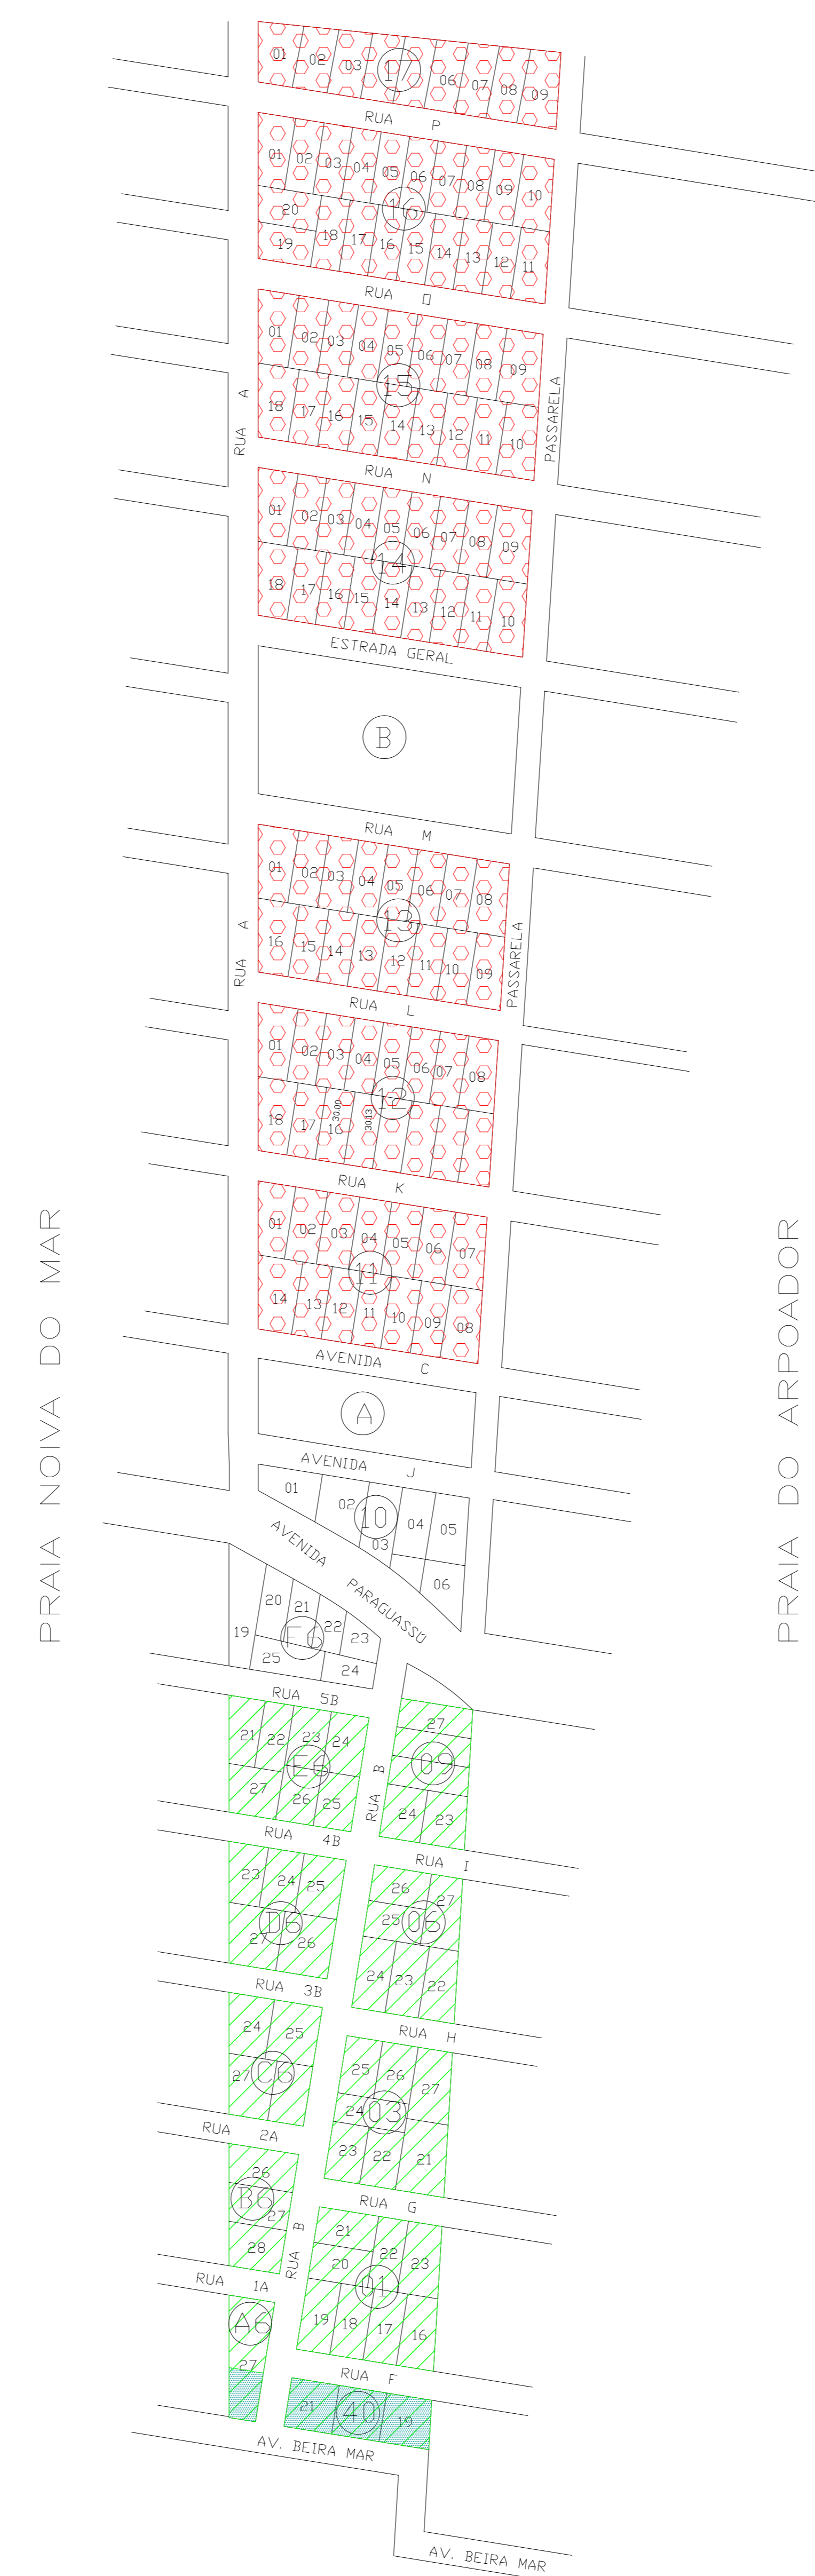 01 02 03 17 06 07 08 09
RUA P
01 02 03 04 05 06 07 08 09 10
16
20
19 18 17 16 15 14 13 12 11
RUA O
01 02 03 04 05 06 07 08 09
15
18 17 16 15 14 13 12 11 10
RUA A
PASSARELA
RUA N
01 02 03 04 05 06 07 08 09
14
18 17 16 15 14 13 12 11 10
ESTRADA GERAL
B
RUA M
01 02 03 04 05 06 07 08
13
16 15 14 13 12 11 10 09
RUA A
PASSARELA
RUA L
01 02 03 04 05 06 07 08
12
18 17 16 30.00 30.13
RUA K
01 02 03 04 05 06 07
11
14 13 12 11 10 09 08
PRAIA NOIVA DO MAR
PRAIA DO ARPOADOR
AVENIDA C
A
AVENIDA J
01 02 10 03 04 05
06
AVENIDA PARAGUASSÚ
20 21 22 23
19 F6
25 24
RUA 5B
21 22 23 24
E6
27 26 25
RUA B
27
09
24 23
RUA 4B
RUA I
23 24 25
D6
27 26
26 27
25 06
24 23 22
RUA 3B
RUA H
24 25
27 C6
25 26 27
24 03
23 22 21
RUA 2A
RUA G
26
B6
27
28
RUA B
21 22 23
20
01
19 18 17 16
RUA 1A
A6
27
RUA F
21 40 19
AV. BEIRA MAR
AV. BEIRA MAR